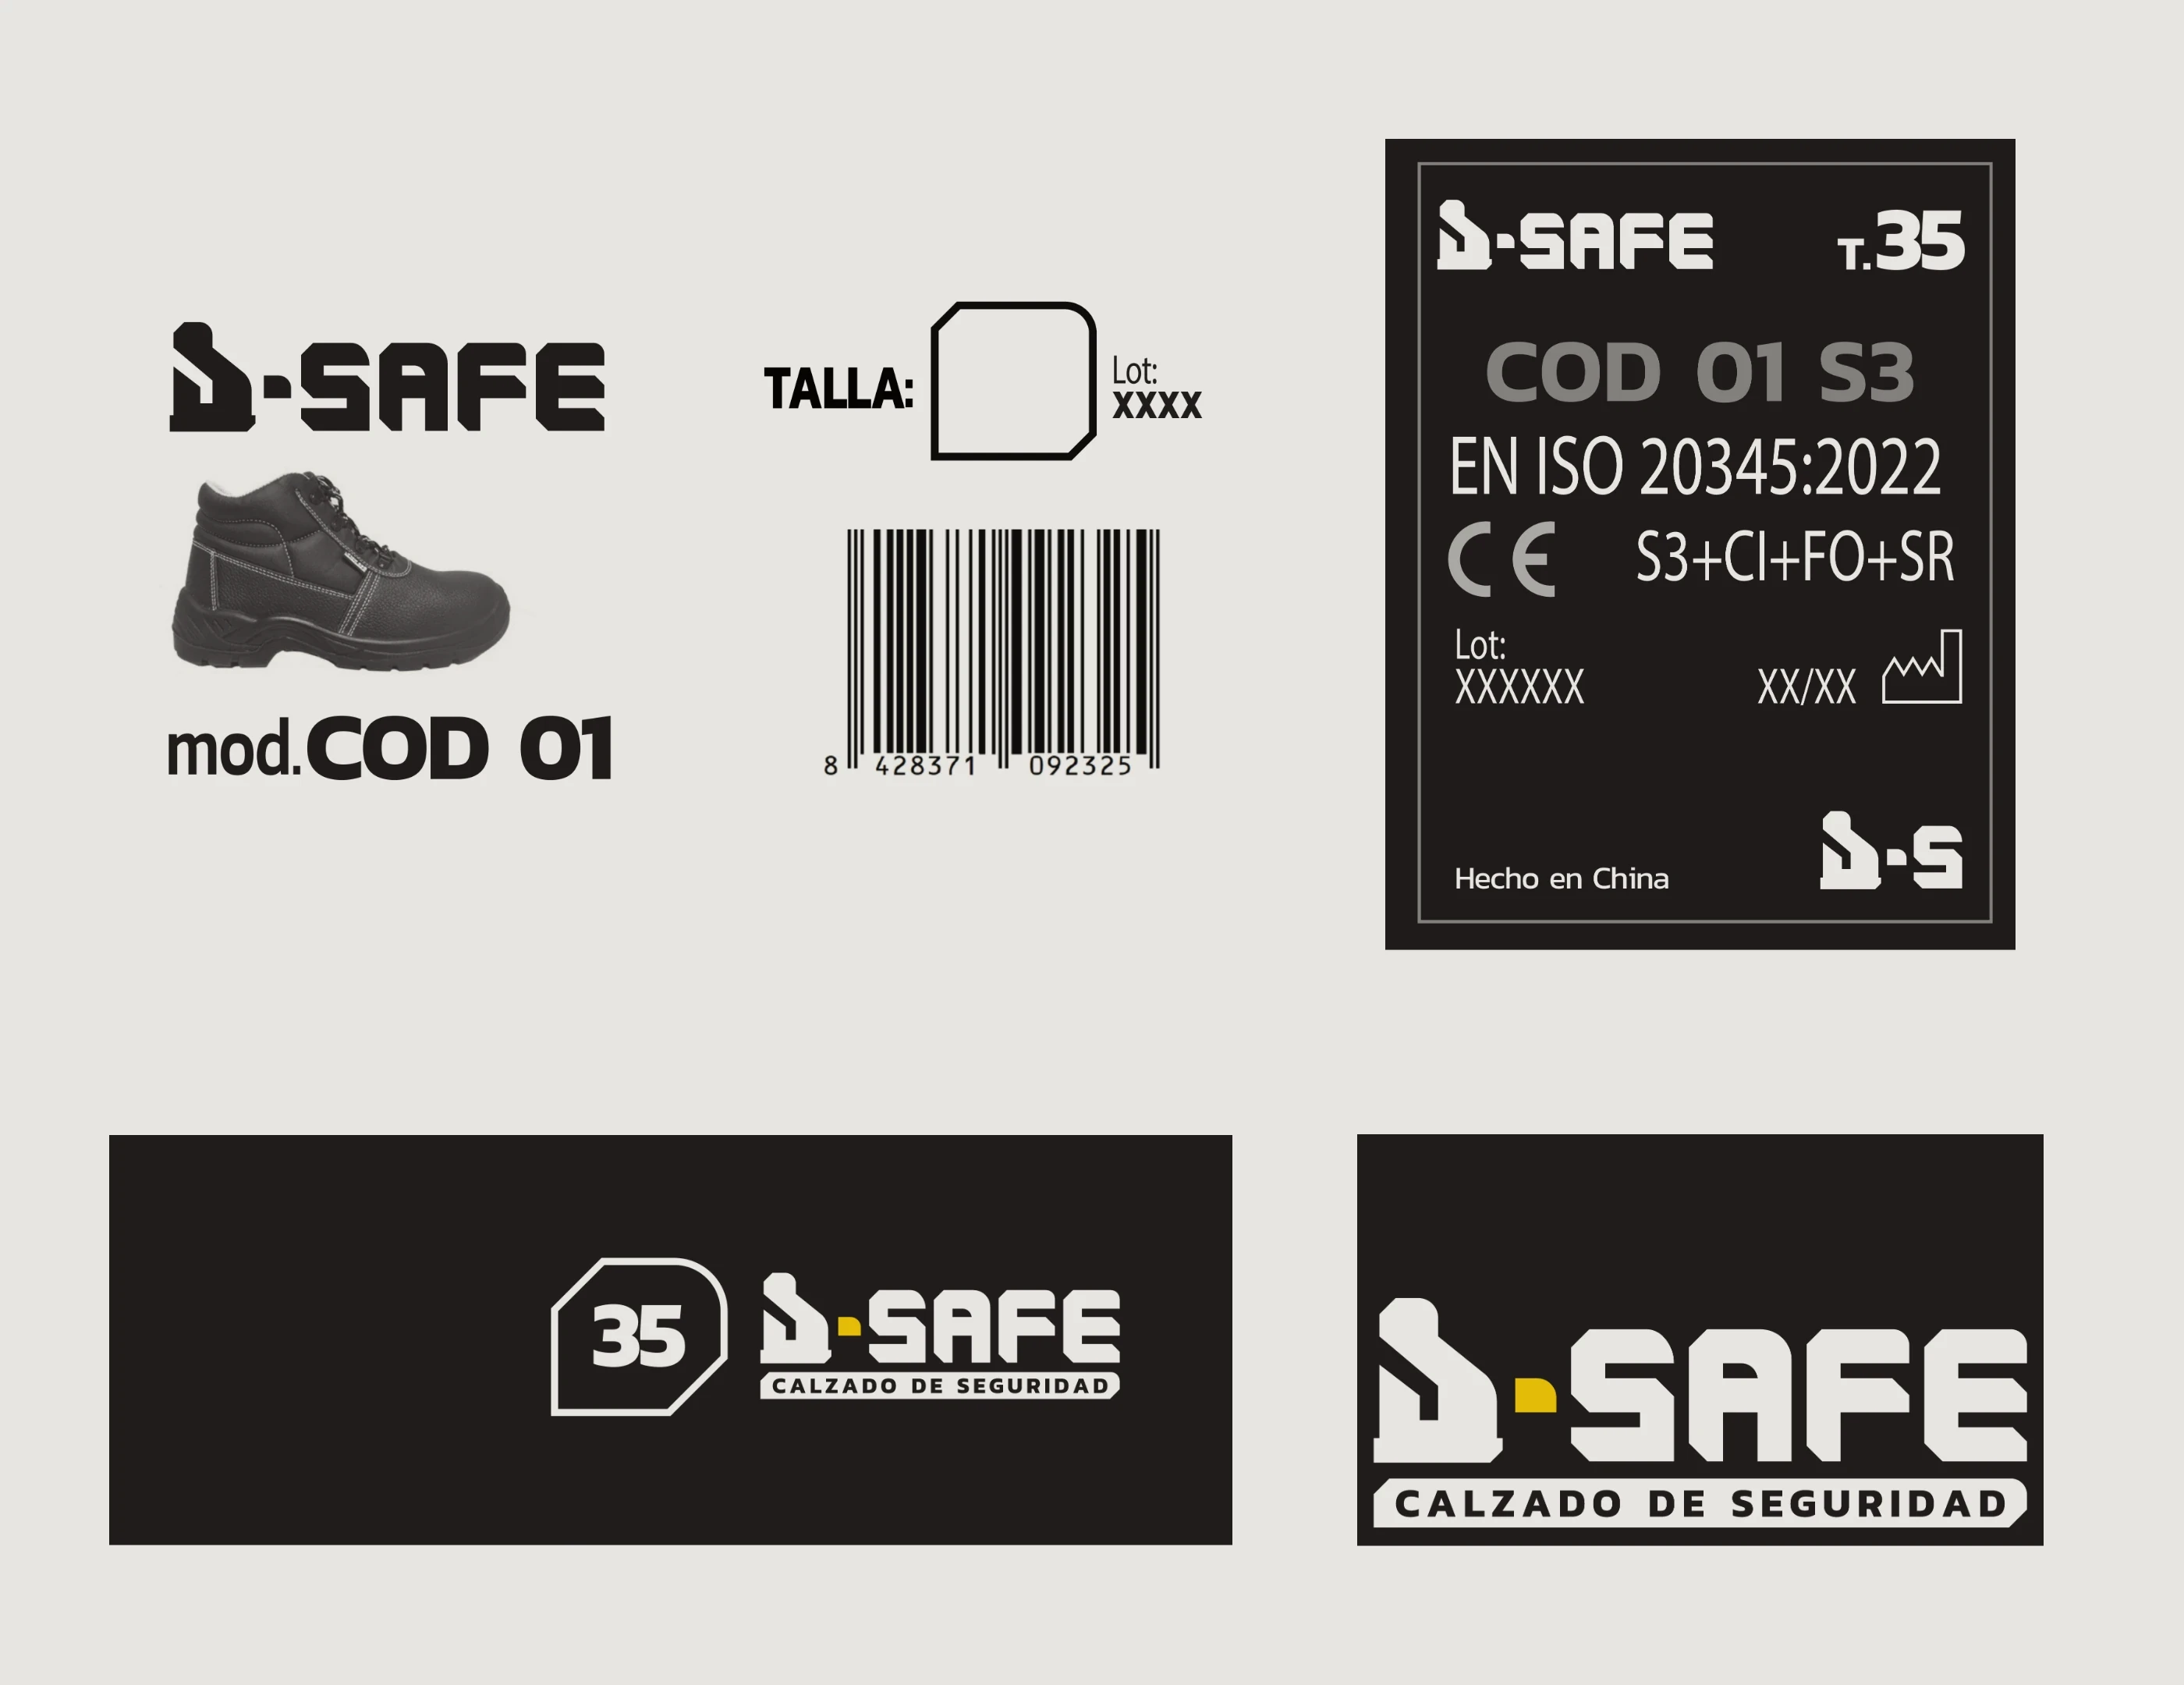 D-SAFE
mod.COD 01
TALLA:
Lot:
XXXX
8 428371 092325
D-SAFE
T.35
COD 01 S3
EN ISO 20345:2022
CE S3+CI+FO+SR
Lot:
XXXXXX
XX/XX
Hecho en China
D-S
35
D-SAFE
CALZADO DE SEGURIDAD
D-SAFE
CALZADO DE SEGURIDAD